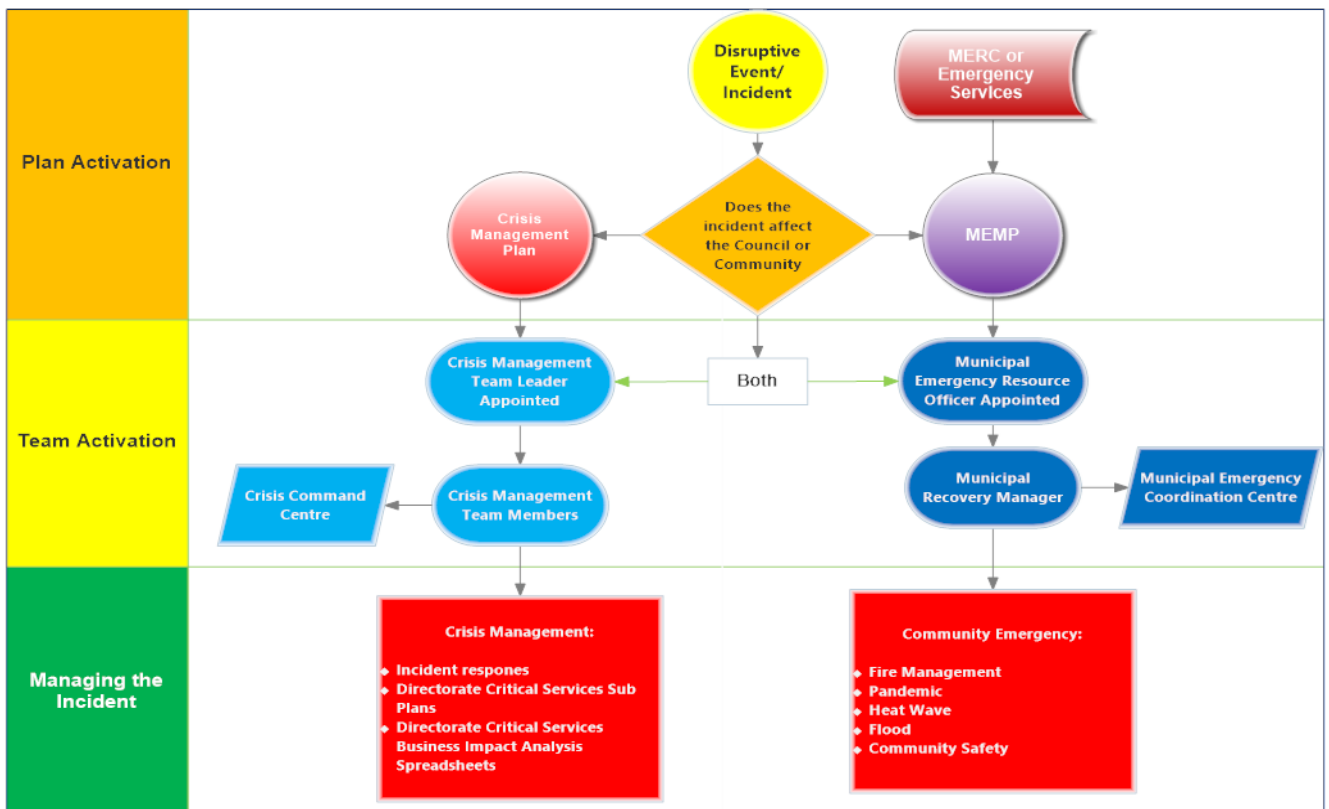 Plan Activation
Disruptive
Event/
Incident
MERC or
Emergency
Services
Crisis
Management
Plan
Does the
incident affect
the Council or
Community
MEMP
Team Activation
Crisis Management
Team Leader
Appointed
Both
Municipal
Emergency Resource
Officer Appointed
Crisis Command
Centre
Crisis Management
Team Members
Municipal
Recovery Manager
Municipal Emergency
Coordination Centre
Managing the
Incident
Crisis Management:
Incident respones
Directorate Critical Services Sub
Plans
Directorate Critical Services
Business Impact Analysis
Spreadsheets
Community Emergency:
Fire Management
Pandemic
Heat Wave
Flood
Community Safety